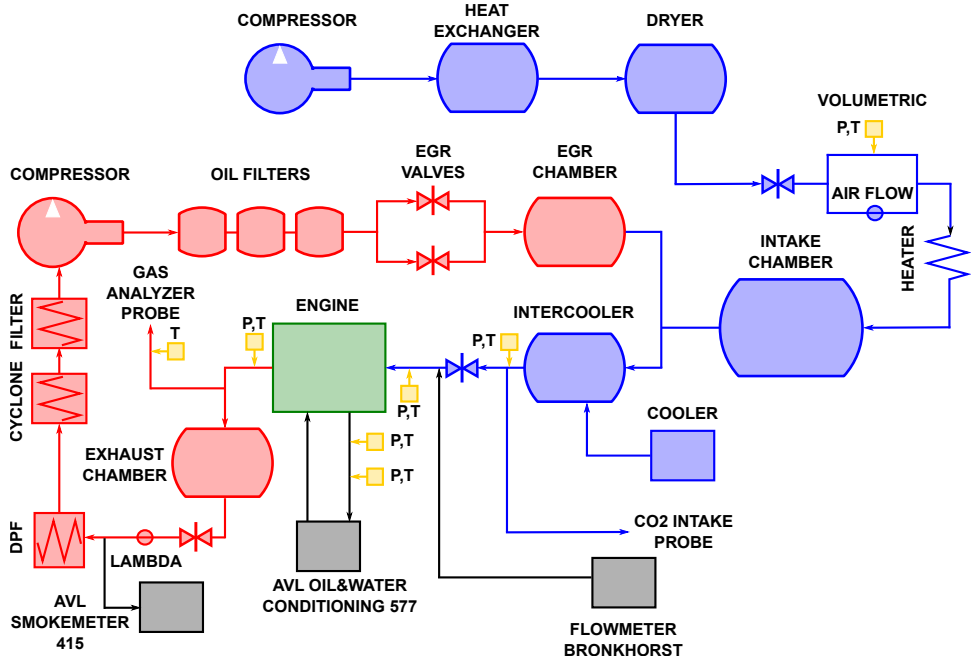 COMPRESSOR
HEAT
EXCHANGER
DRYER
VOLUMETRIC
P,T
AIR FLOW
HEATER
COMPRESSOR
OIL FILTERS
EGR
VALVES
EGR
CHAMBER
INTAKE
CHAMBER
GAS
ANALYZER
PROBE
T
P,T
ENGINE
P,T
INTERCOOLER
P,T
FILTER
CYCLONE
COOLER
P,T
P,T
EXHAUST
CHAMBER
DPF
LAMBDA
CO2 INTAKE
PROBE
AVL OIL&WATER
CONDITIONING 577
AVL
SMOKEMETER
415
FLOWMETER
BRONKHORST